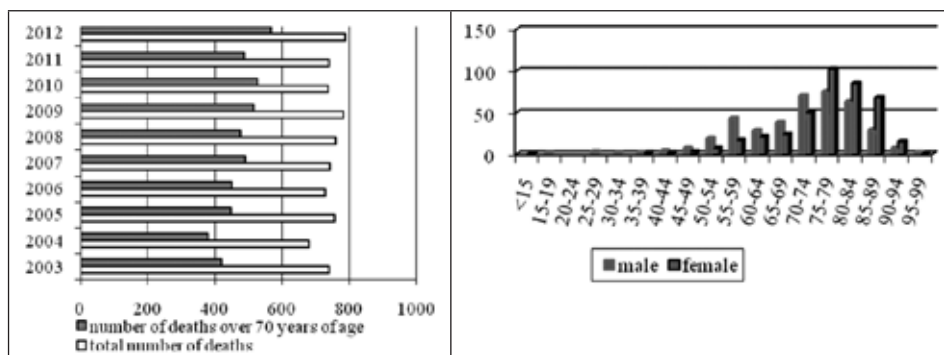 2012
2011
2010
2009
2008
2007
2006
2005
2004
2003
0 200 400 600 800 1000
number of deaths over 70 years of age
total number of deaths
150
100
50
0
<15 15-19 20-24 25-29 30-34 35-39 40-44 45-49 50-54 55-59 60-64 65-69 70-74 75-79 80-84 85-89 90-94 95-99
male female